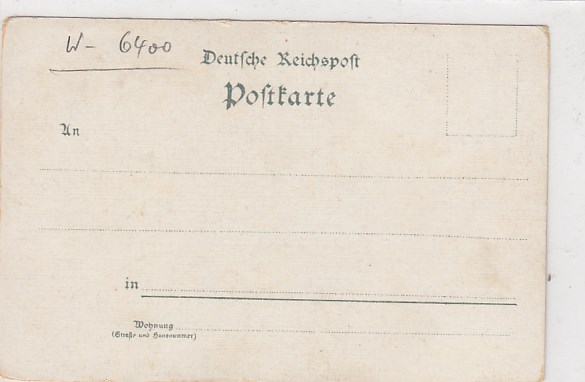 W- 6400
Deutsche Reichspost
Postkarte
An
in
Wohnung
(Straße und Hausnummer)